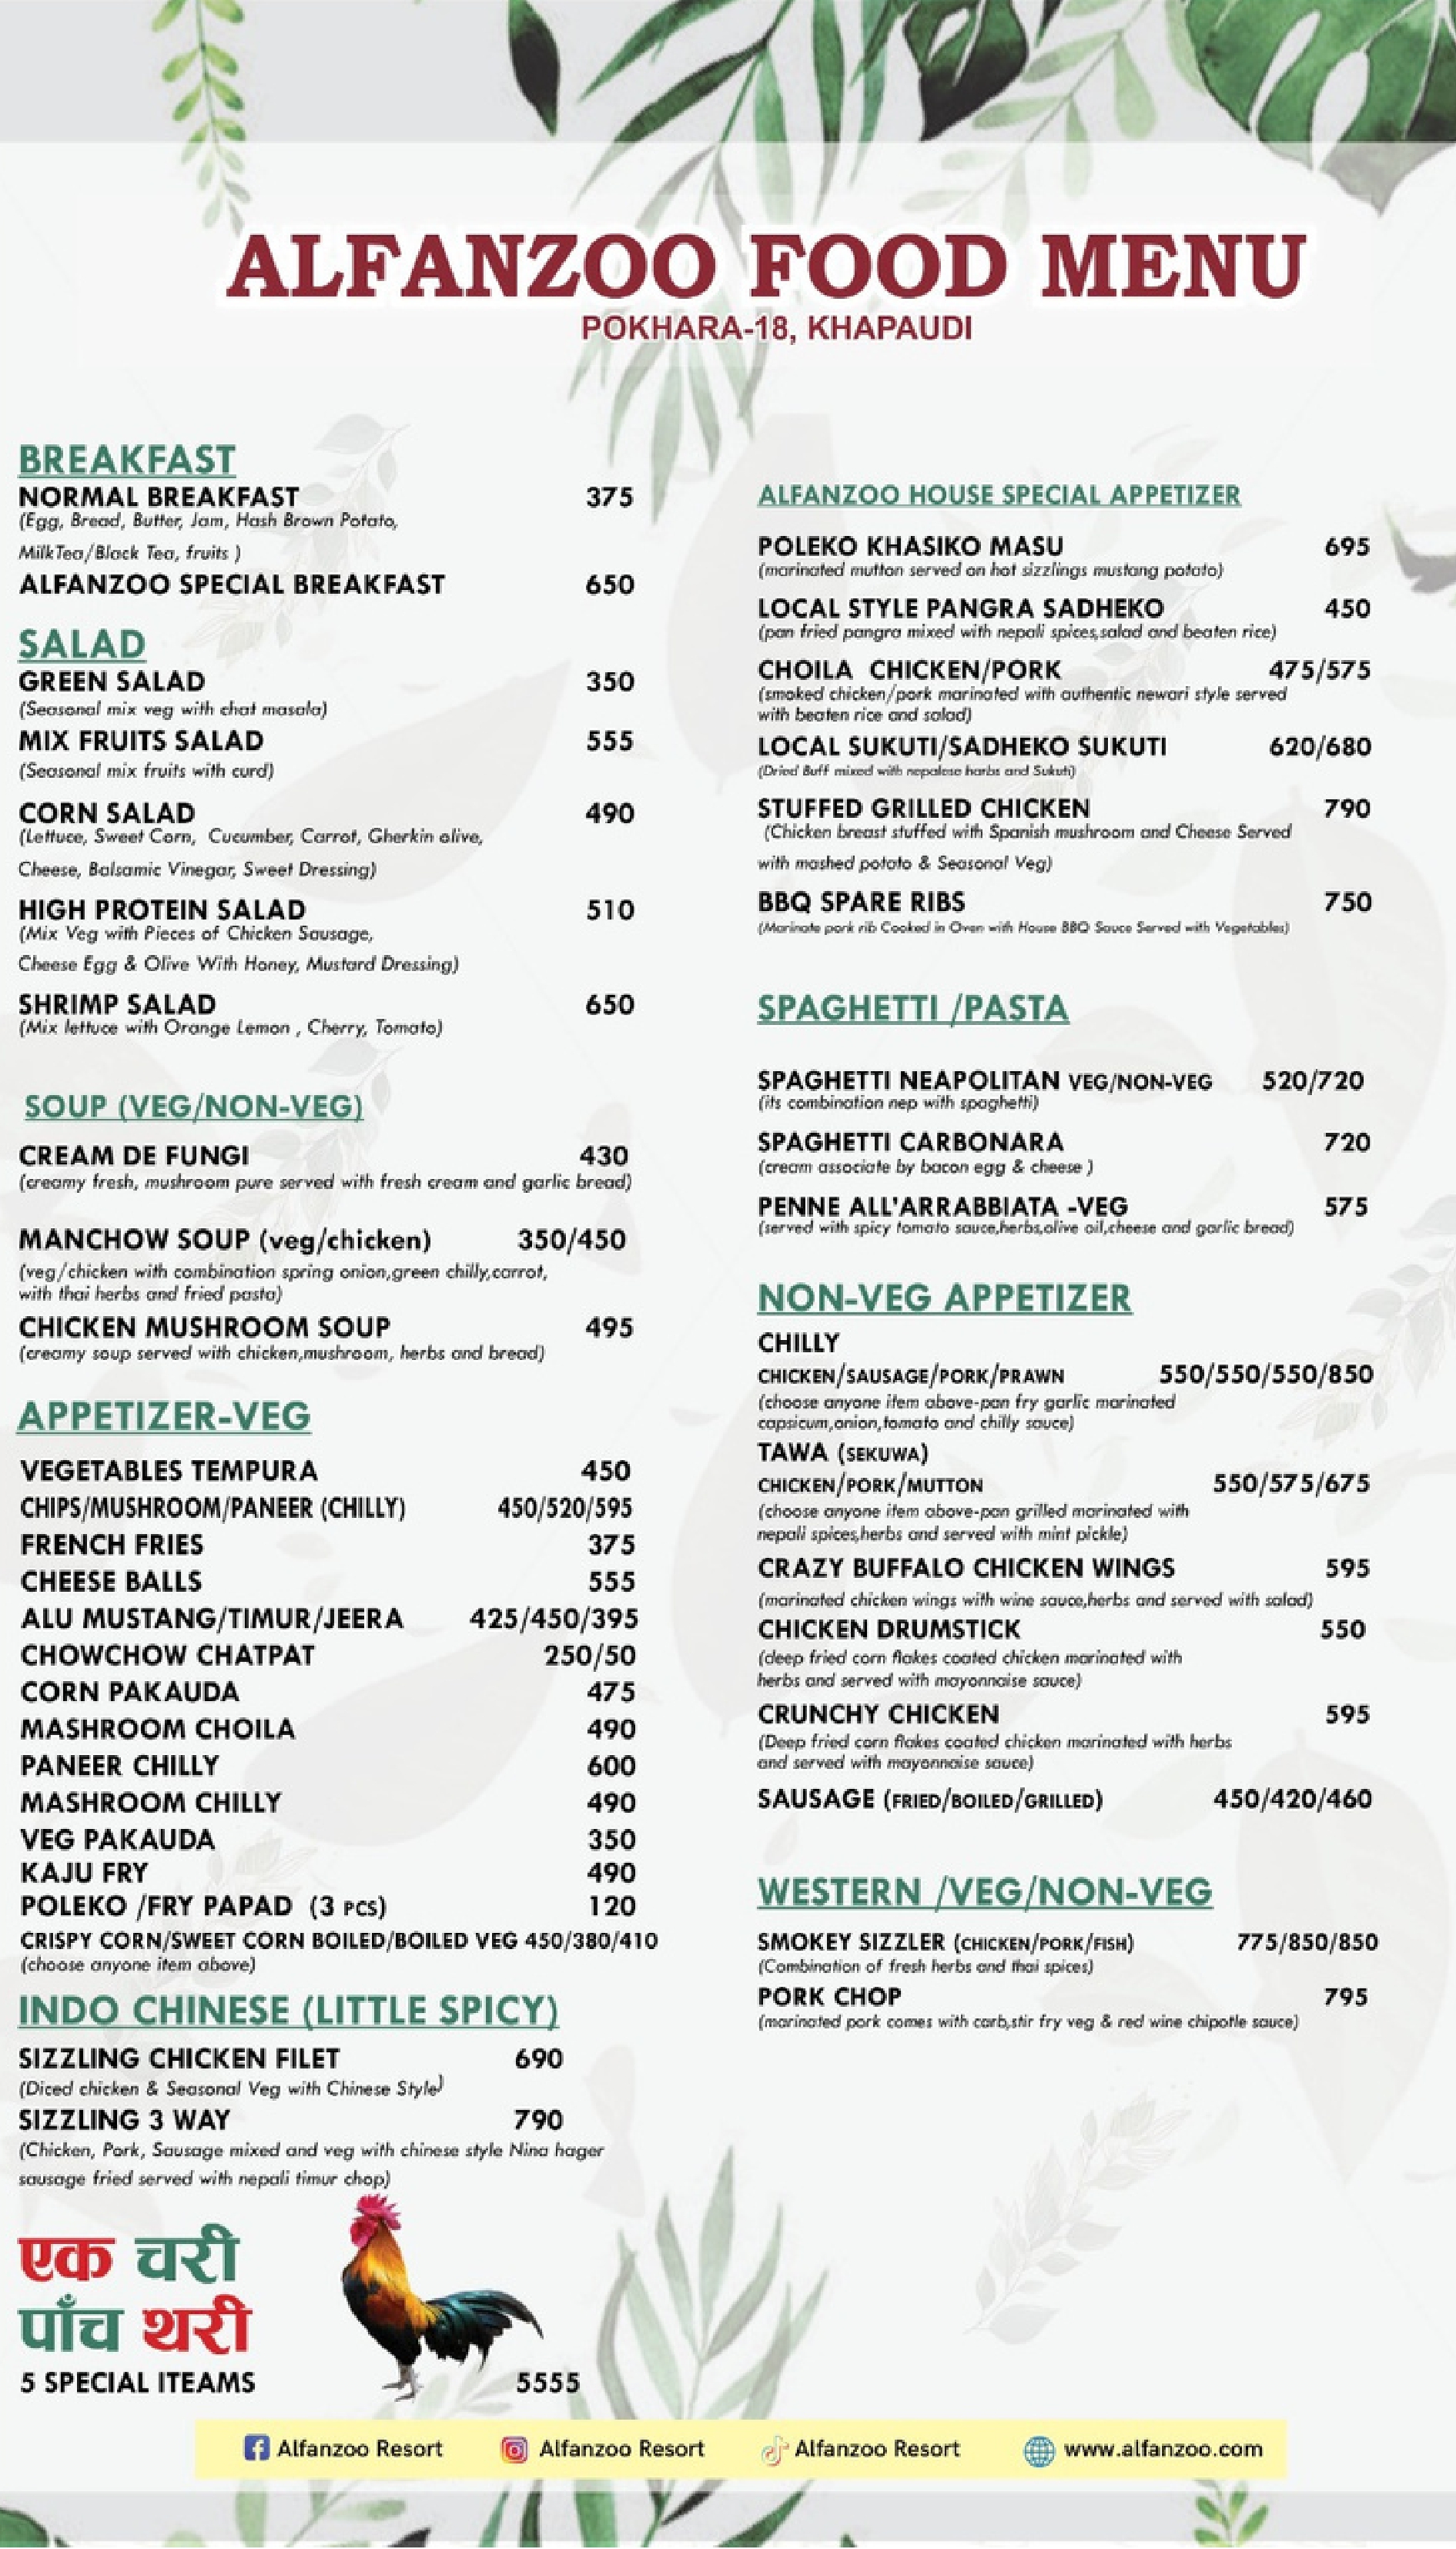 ALFANZOO FOOD MENU
POKHARA-18, KHAPAUDI
BREAKFAST
NORMAL BREAKFAST 375
(Egg, Bread, Butter, Jam, Hash Brown Potato,
MilkTea/Black Tea, fruits )
ALFANZOO SPECIAL BREAKFAST 650
SALAD
GREEN SALAD 350
(Seasonal mix veg with chat masala)
MIX FRUITS SALAD 555
(Seasonal mix fruits with curd)
CORN SALAD 490
(Lettuce, Sweet Corn, Cucumber, Carrot, Gherkin olive,
Cheese, Balsamic Vinegar, Sweet Dressing)
HIGH PROTEIN SALAD 510
(Mix Veg with Pieces of Chicken Sausage,
Cheese Egg & Olive With Honey, Mustard Dressing)
SHRIMP SALAD 650
(Mix lettuce with Orange Lemon , Cherry, Tomato)
SOUP (VEG/NON-VEG)
CREAM DE FUNGI 430
(creamy fresh, mushroom pure served with fresh cream and garlic bread)
MANCHOW SOUP (veg/chicken) 350/450
(veg/chicken with combination spring onion,green chilly,carrot,
with thai herbs and fried pasta)
CHICKEN MUSHROOM SOUP 495
(creamy soup served with chicken,mushroom, herbs and bread)
APPETIZER-VEG
VEGETABLES TEMPURA 450
CHIPS/MUSHROOM/PANEER (CHILLY) 450/520/595
FRENCH FRIES 375
CHEESE BALLS 555
ALU MUSTANG/TIMUR/JEERA 425/450/395
CHOWCHOW CHATPAT 250/50
CORN PAKAUDA 475
MASHROOM CHOILA 490
PANEER CHILLY 600
MASHROOM CHILLY 490
VEG PAKAUDA 350
KAJU FRY 490
POLEKO /FRY PAPAD (3 PCS) 120
CRISPY CORN/SWEET CORN BOILED/BOILED VEG 450/380/410
(choose anyone item above)
INDO CHINESE (LITTLE SPICY)
SIZZLING CHICKEN FILET 690
(Diced chicken & Seasonal Veg with Chinese Style)
SIZZLING 3 WAY 790
(Chicken, Pork, Sausage mixed and veg with chinese style Nina hager
sausage fried served with nepali timur chop)
एक चरी
पाँच थरी
5 SPECIAL ITEAMS 5555
ALFANZOO HOUSE SPECIAL APPETIZER
POLEKO KHASIKO MASU 695
(marinated mutton served on hot sizzlings mustang potato)
LOCAL STYLE PANGRA SADHEKO 450
(pan fried pangra mixed with nepali spices,salad and beaten rice)
CHOILA CHICKEN/PORK 475/575
(smoked chicken/pork marinated with authentic newari style served
with beaten rice and salad)
LOCAL SUKUTI/SADHEKO SUKUTI 620/680
(Dried Buff mixed with nepalese harbs and Sukuti)
STUFFED GRILLED CHICKEN 790
(Chicken breast stuffed with Spanish mushroom and Cheese Served
with mashed potato & Seasonal Veg)
BBQ SPARE RIBS 750
(Marinate pork rib Cooked in Oven with House BBQ Sauce Served with Vegetables)
SPAGHETTI /PASTA
SPAGHETTI NEAPOLITAN VEG/NON-VEG 520/720
(its combination nep with spaghetti)
SPAGHETTI CARBONARA 720
(cream associate by bacon egg & cheese )
PENNE ALL'ARRABBIATA -VEG 575
(served with spicy tomato sauce,herbs,olive oil,cheese and garlic bread)
NON-VEG APPETIZER
CHILLY
CHICKEN/SAUSAGE/PORK/PRAWN 550/550/550/850
(choose anyone item above-pan fry garlic marinated
capsicum,onion,tomato and chilly sauce)
TAWA (SEKUWA)
CHICKEN/PORK/MUTTON 550/575/675
(choose anyone item above-pan grilled marinated with
nepali spices,herbs and served with mint pickle)
CRAZY BUFFALO CHICKEN WINGS 595
(marinated chicken wings with wine sauce,herbs and served with salad)
CHICKEN DRUMSTICK 550
(deep fried corn flakes coated chicken marinated with
herbs and served with mayonnaise sauce)
CRUNCHY CHICKEN 595
(Deep fried corn flakes coated chicken marinated with herbs
and served with mayonnaise sauce)
SAUSAGE (FRIED/BOILED/GRILLED) 450/420/460
WESTERN /VEG/NON-VEG
SMOKEY SIZZLER (CHICKEN/PORK/FISH) 775/850/850
(Combination of fresh herbs and thai spices)
PORK CHOP 795
(marinated pork comes with carb,stir fry veg & red wine chipotle sauce)
Alfanzoo Resort Alfanzoo Resort Alfanzoo Resort www.alfanzoo.com